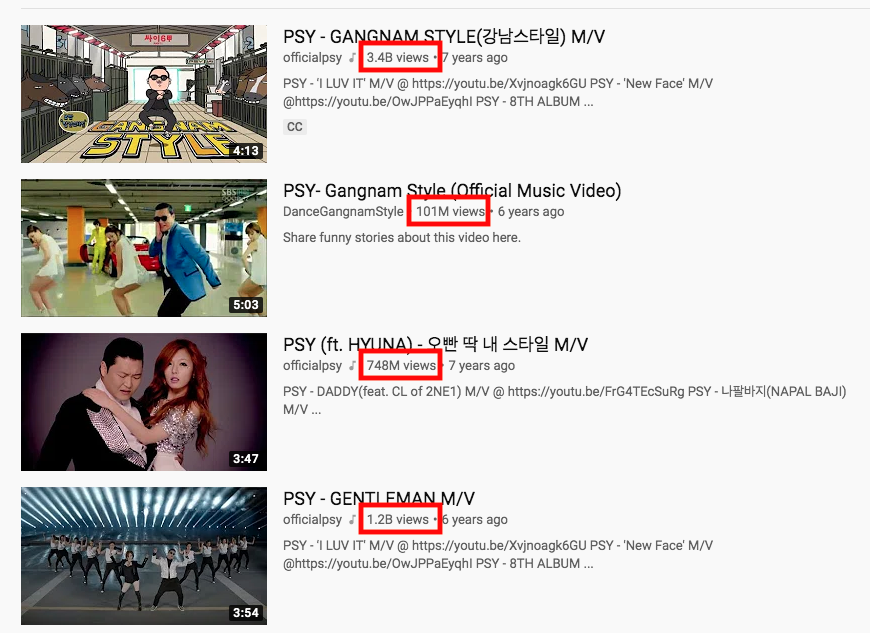 싸이6투
GANGNAM
STYLE
4:13
PSY - GANGNAM STYLE(강남스타일) M/V
officialpsy 3.4B views • 7 years ago
PSY - ‘I LUV IT’ M/V @ https://youtu.be/Xvjnoagk6GU PSY - ‘New Face’ M/V
@https://youtu.be/OwJPPaEyqhI PSY - 8TH ALBUM ...
CC
SBS
5:03
PSY- Gangnam Style (Official Music Video)
DanceGangnamStyle 101M views • 6 years ago
Share funny stories about this video here.
3:47
PSY (ft. HYUNA) - 오빤 딱 내 스타일 M/V
officialpsy 748M views 7 years ago
PSY - DADDY(feat. CL of 2NE1) M/V @ https://youtu.be/FrG4TEcSuRg PSY - 나팔바지(NAPAL BAJI)
M/V ...
3:54
PSY - GENTLEMAN M/V
officialpsy 1.2B views • 6 years ago
PSY - ‘I LUV IT’ M/V @ https://youtu.be/Xvjnoagk6GU PSY - ‘New Face’ M/V
@https://youtu.be/OwJPPaEyqhI PSY - 8TH ALBUM ...